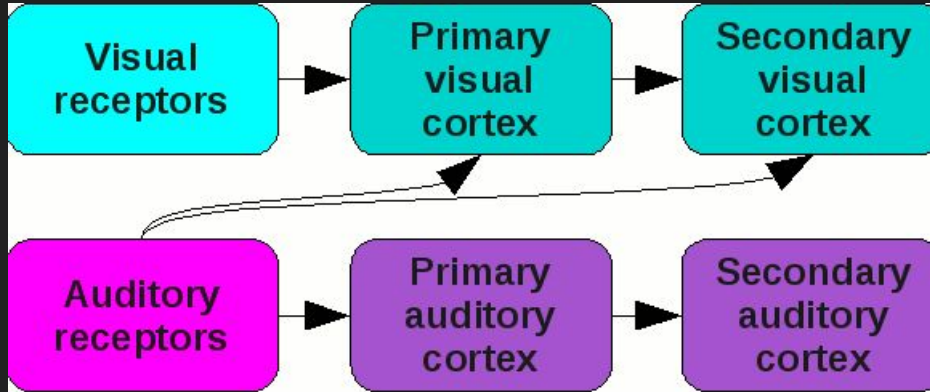 Visual
receptors
Primary
visual
cortex
Secondary
visual
cortex
Auditory
receptors
Primary
auditory
cortex
Secondary
auditory
cortex